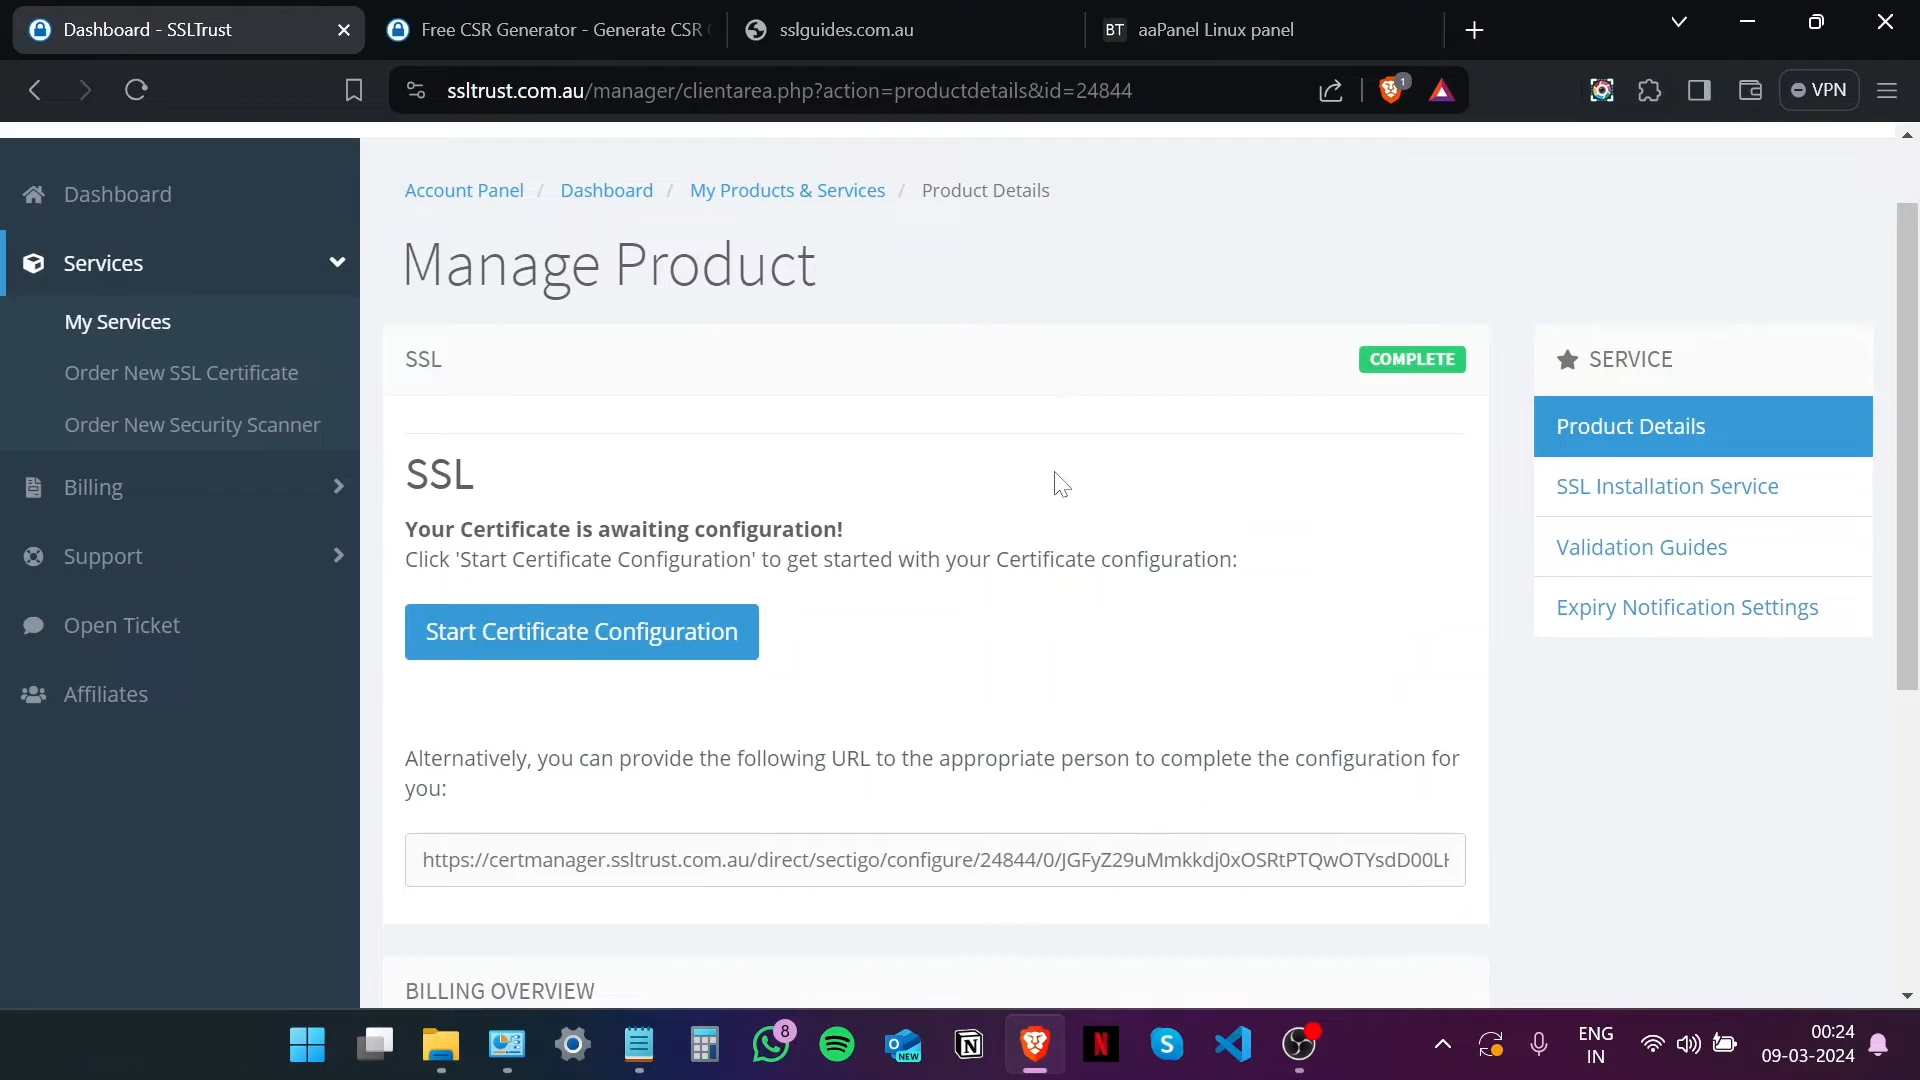 Dashboard - SSLTrust
Free CSR Generator - Generate CSR
sslguides.com.au
BT aaPanel Linux panel
ssltrust.com.au/manager/clientarea.php?action=productdetails&id=24844
1
VPN
Dashboard
Services
My Services
Order New SSL Certificate
Order New Security Scanner
Billing
Support
Open Ticket
Affiliates
Account Panel / Dashboard / My Products & Services / Product Details
Manage Product
SSL
COMPLETE
SSL
Your Certificate is awaiting configuration!
Click 'Start Certificate Configuration' to get started with your Certificate configuration:
Start Certificate Configuration
Alternatively, you can provide the following URL to the appropriate person to complete the configuration for
you:
https://certmanager.ssltrust.com.au/direct/sectigo/configure/24844/0/JGFyZ29uMmkkdj0xOSRtPTQwOTYsdD00LH
BILLING OVERVIEW
SERVICE
Product Details
SSL Installation Service
Validation Guides
Expiry Notification Settings
8
NEW
ENG
IN
00:24
09-03-2024